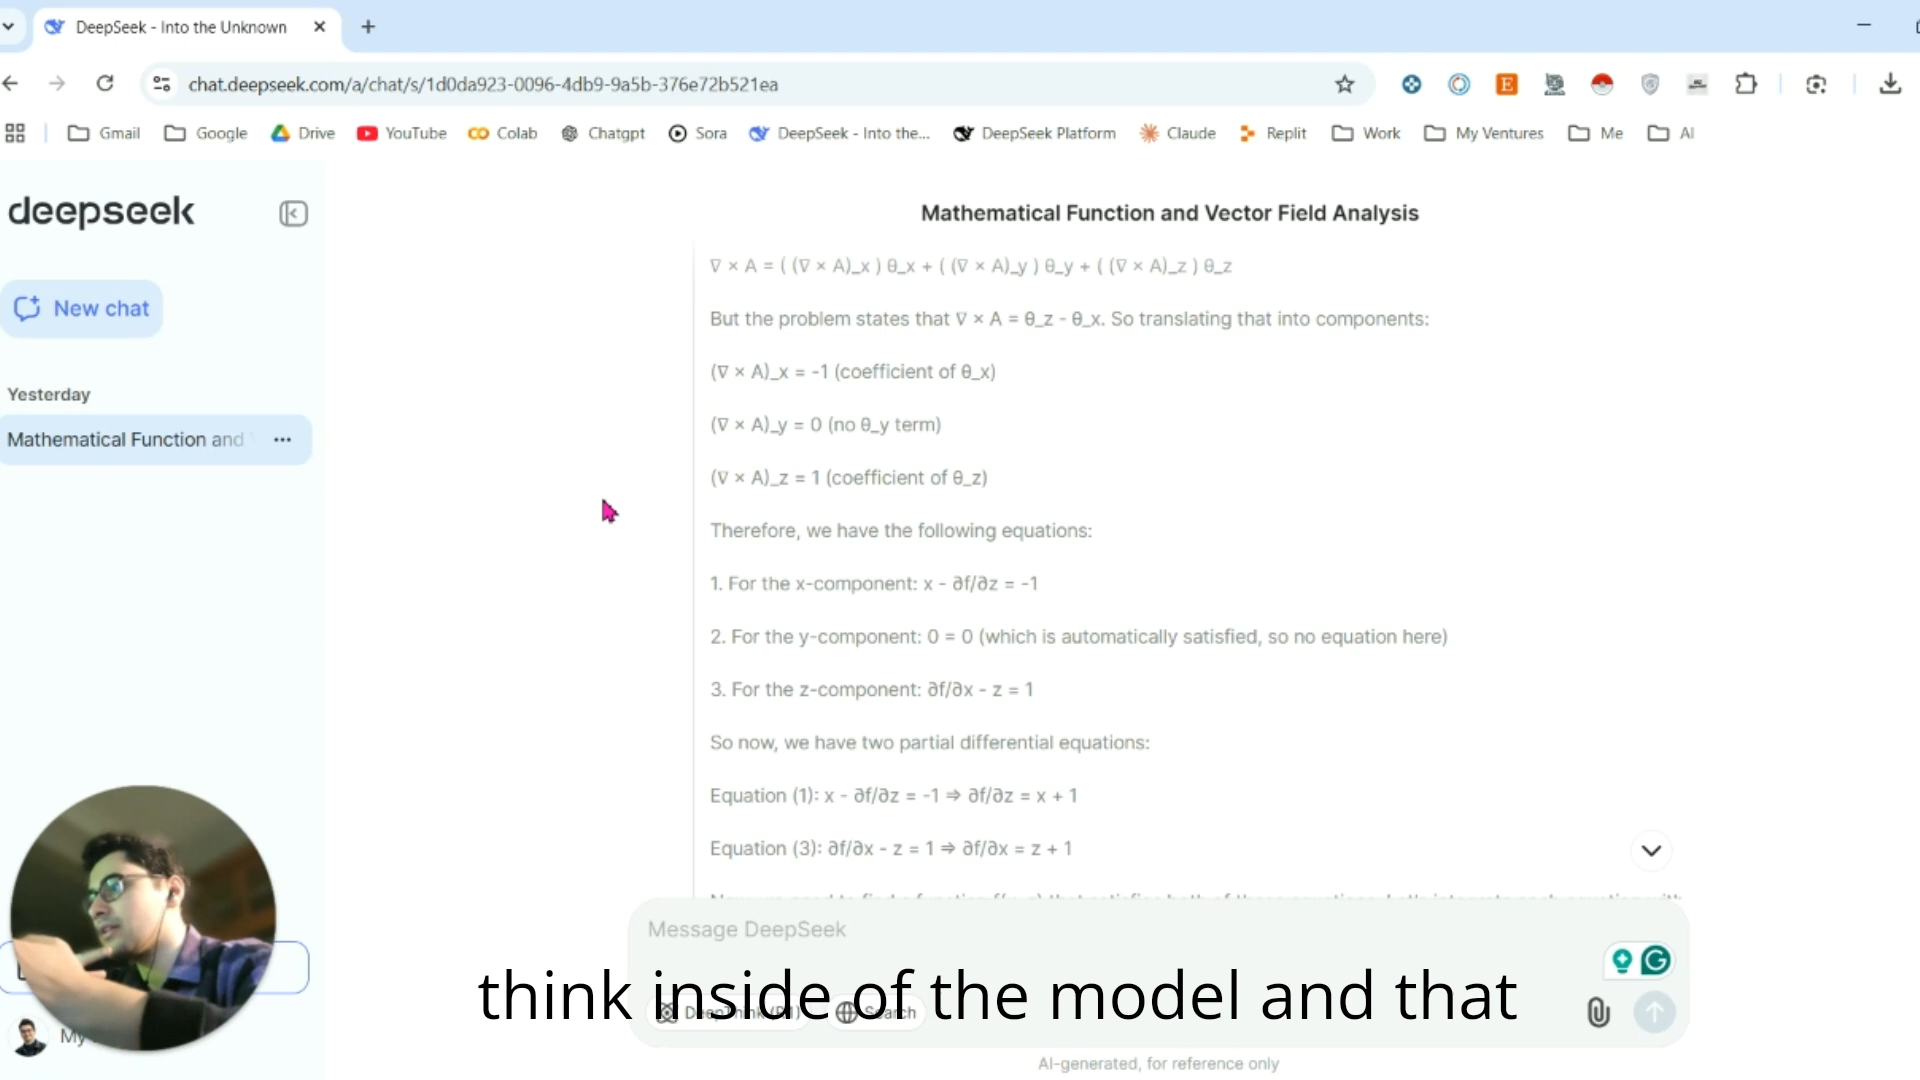 DeepSeek - Into the Unknown
chat.deepseek.com/a/chat/s/1d0da923-0096-4db9-9a5b-376e72b521ea
Gmail Google Drive YouTube Colab Chatgpt Sora DeepSeek - Into the... DeepSeek Platform Claude Replit Work My Ventures Me AI
deepseek
New chat
Yesterday
Mathematical Function and
Mathematical Function and Vector Field Analysis
∇ × A = ( (∇ × A)_x ) θ_x + ( (∇ × A)_y ) θ_y + ( (∇ × A)_z ) θ_z
But the problem states that ∇ × A = θ_z - θ_x. So translating that into components:
(∇ × A)_x = -1 (coefficient of θ_x)
(∇ × A)_y = 0 (no θ_y term)
(∇ × A)_z = 1 (coefficient of θ_z)
Therefore, we have the following equations:
1. For the x-component: x - ∂f/∂z = -1
2. For the y-component: 0 = 0 (which is automatically satisfied, so no equation here)
3. For the z-component: ∂f/∂x - z = 1
So now, we have two partial differential equations:
Equation (1): x - ∂f/∂z = -1 ⇒ ∂f/∂z = x + 1
Equation (3): ∂f/∂x - z = 1 ⇒ ∂f/∂x = z + 1
Message DeepSeek
DeepThink (R1) Search
think inside of the model and that
My
AI-generated, for reference only